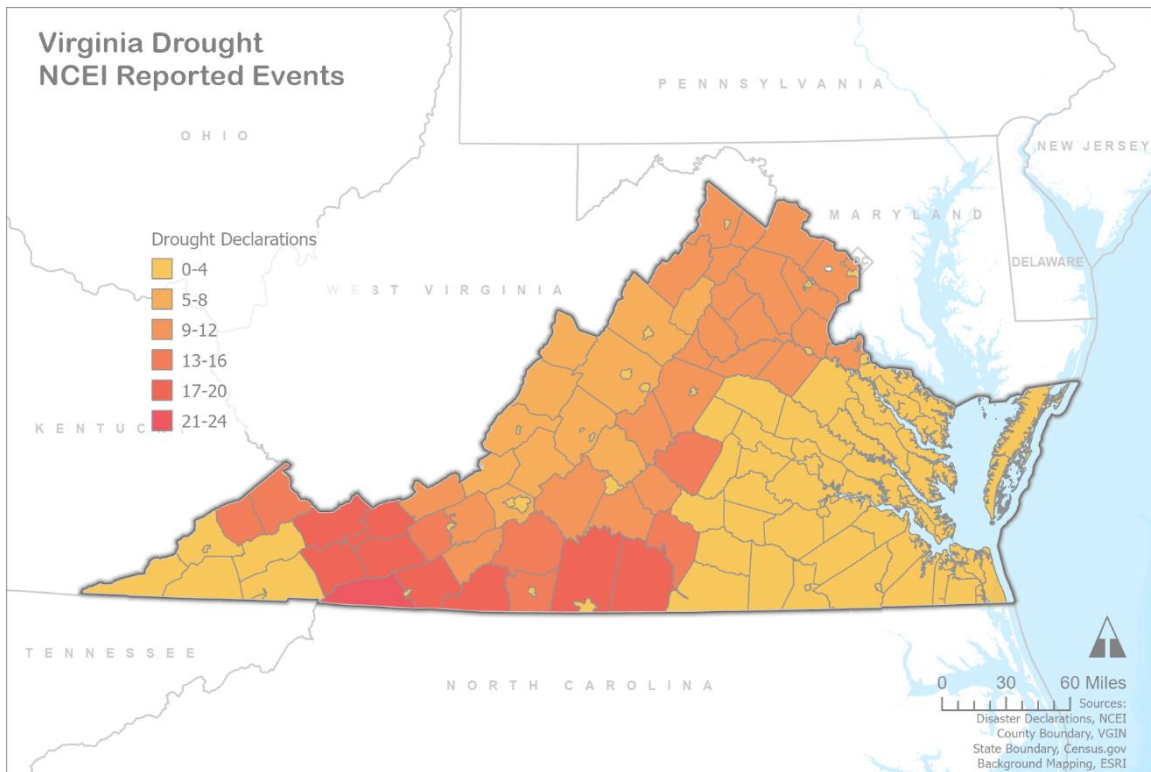 Virginia Drought
NCEI Reported Events
PENNSYLVANIA
OHIO
NEW JERSEY
MARYLAND
Drought Declarations
0-4
DELAWARE
5-8
WEST VIRGINIA
9-12
13-16
17-20
21-24
TENNESSEE
NORTH CAROLINA
0 30 60 Miles
Sources:
Disaster Declarations, NCEI
County Boundary, VGIN
State Boundary, Census.gov
Background Mapping, ESRI